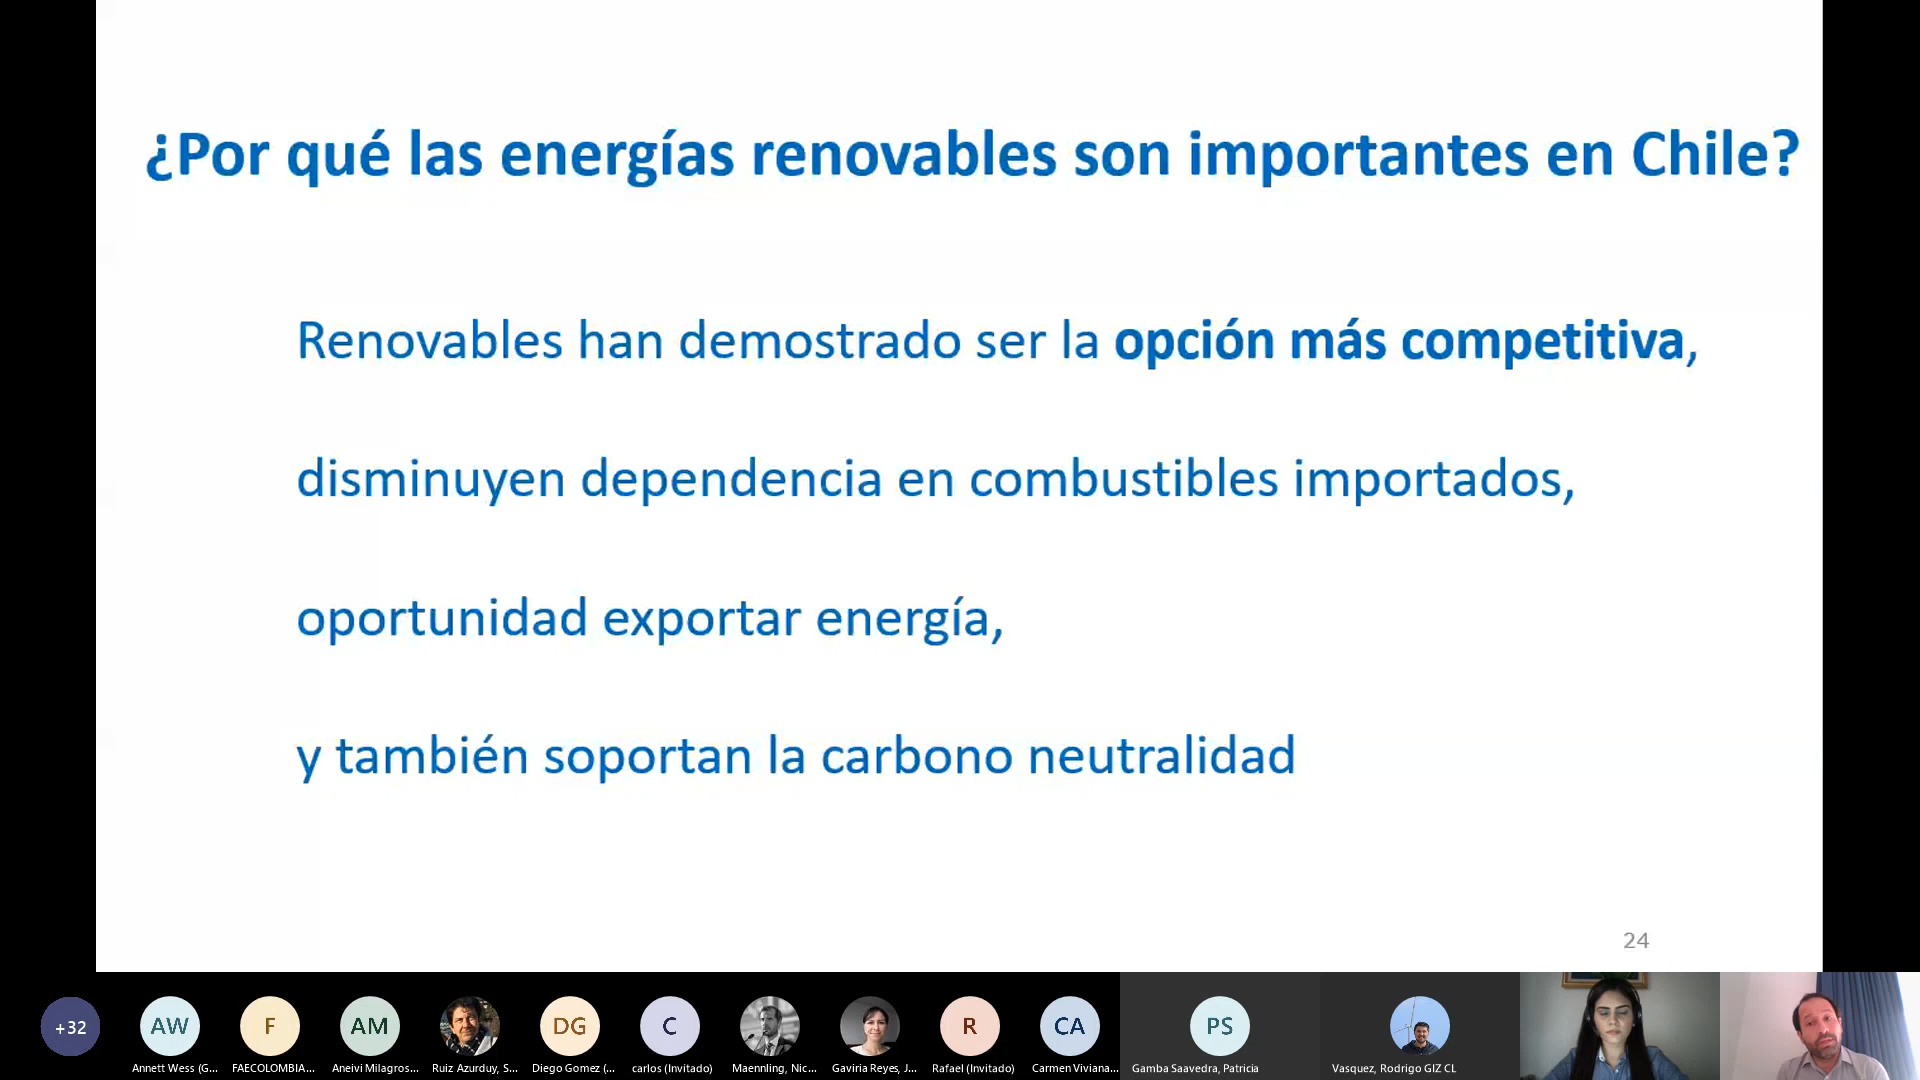 ¿Por qué las energías renovables son importantes en Chile?
Renovables han demostrado ser la opción más competitiva,
disminuyen dependencia en combustibles importados,
oportunidad exportar energía,
y también soportan la carbono neutralidad
24
+32
AW
F
AM
DG
C
R
CA
PS
Annett Wess (G...
FAECOLOMBIA...
Aneivi Milagros...
Ruiz Azurduy, S...
Diego Gomez (...
carlos (Invitado)
Maennling, Nic...
Gaviria Reyes, J...
Rafael (Invitado)
Carmen Viviana...
Gamba Saavedra, Patricia
Vasquez, Rodrigo GIZ CL